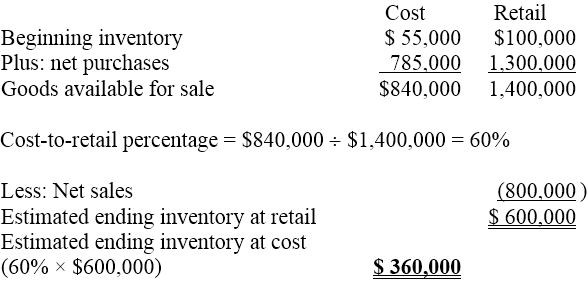 Cost Retail
Beginning inventory $ 55,000 $100,000
Plus: net purchases 785,000 1,300,000
Goods available for sale $840,000 1,400,000
Cost-to-retail percentage = $840,000 ÷ $1,400,000 = 60%
Less: Net sales (800,000)
Estimated ending inventory at retail $ 600,000
Estimated ending inventory at cost
(60% × $600,000) $ 360,000